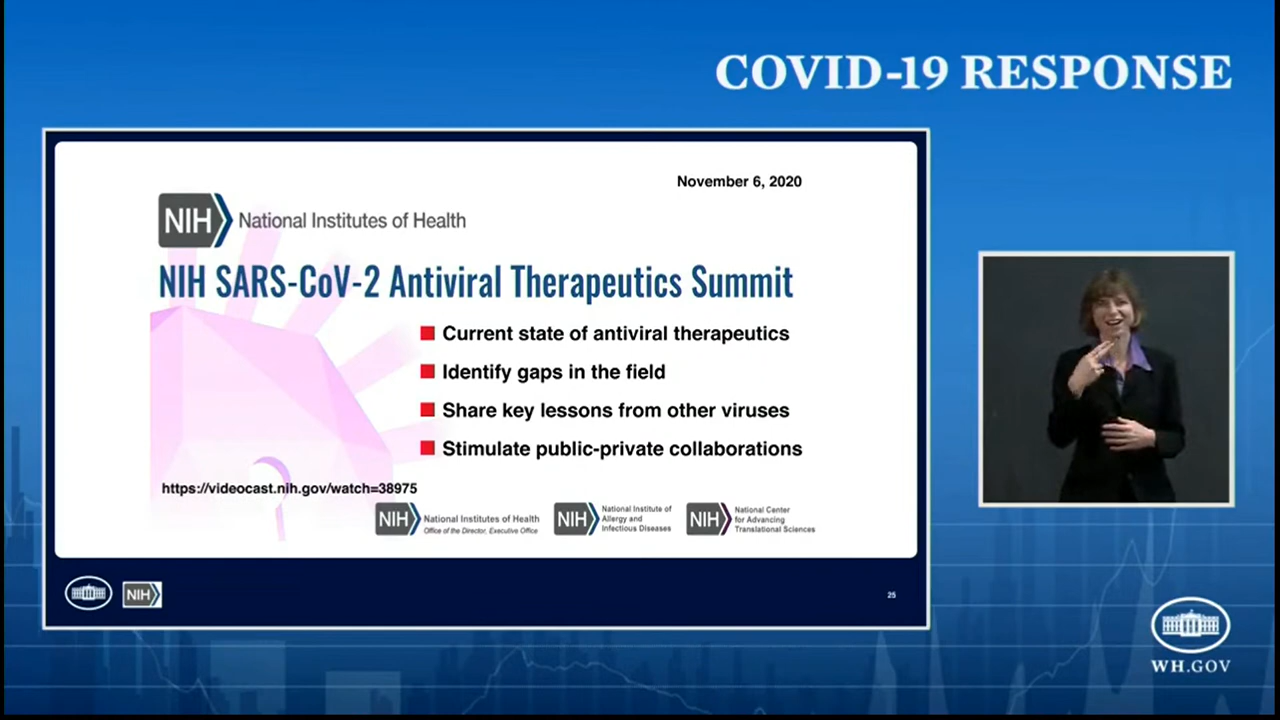 COVID-19 RESPONSE
November 6, 2020
NIH National Institutes of Health
NIH SARS-CoV-2 Antiviral Therapeutics Summit
Current state of antiviral therapeutics
Identify gaps in the field
Share key lessons from other viruses
Stimulate public-private collaborations
https://videocast.nih.gov/watch=38975
NIH
National Institutes of Health
Office of the Director, Executive Office
NIH
National Institute of
Allergy and
Infectious Diseases
NIH
National Center
for Advancing
Translational Sciences
NIH
25
WH.GOV